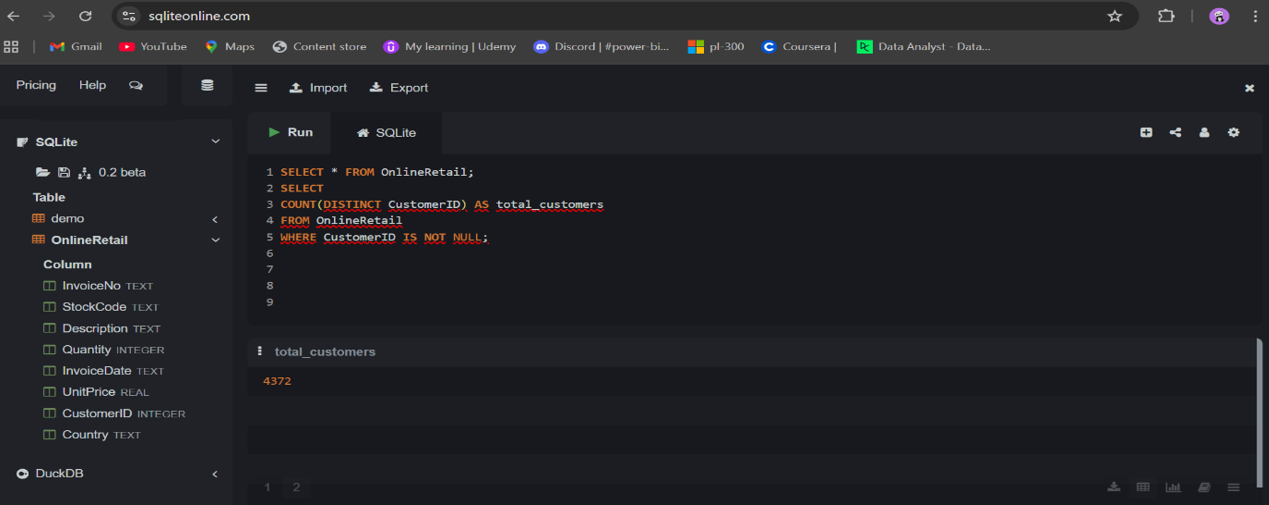 sqliteonline.com
Gmail YouTube Maps Content store My learning | Udemy Discord | #power-bi... pl-300 Coursera | Data Analyst - Data...
Pricing Help Import Export
Run SQLite
SQLite
0.2 beta
Table
demo
OnlineRetail
Column
InvoiceNo TEXT
StockCode TEXT
Description TEXT
Quantity INTEGER
InvoiceDate TEXT
UnitPrice REAL
CustomerID INTEGER
Country TEXT
DuckDB
1 SELECT * FROM OnlineRetail;
2 SELECT
3 COUNT(DISTINCT CustomerID) AS total_customers
4 FROM OnlineRetail
5 WHERE CustomerID IS NOT NULL;
6
7
8
9
total_customers
4372
1 2